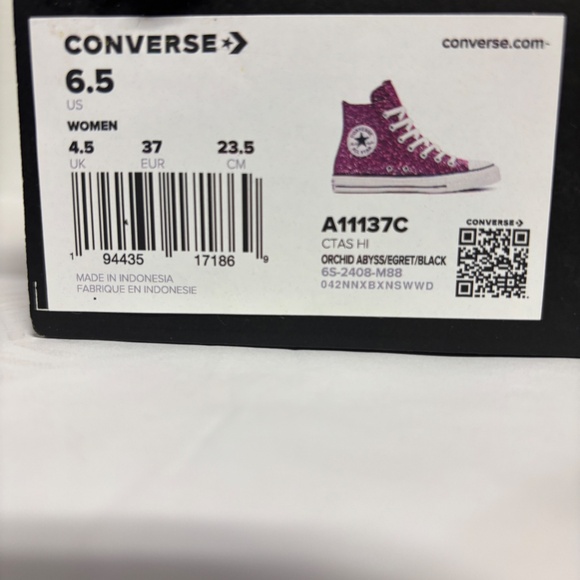 CONVERSE
converse.com
6.5
US
WOMEN
4.5 37 23.5
UK EUR CM
1 94435 17186 9
MADE IN INDONESIA
FABRIQUE EN INDONESIE
A11137C
CTAS HI
ORCHID ABYSS/EGRET/BLACK
6S-2408-M88
042NNXBXNSWWD
CONVERSE